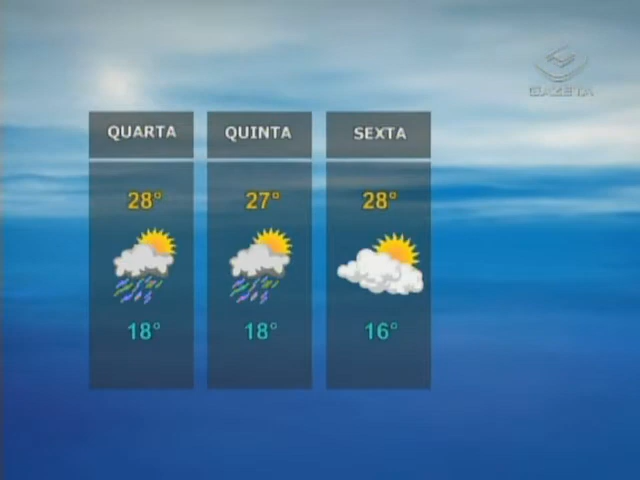 GAZETA
QUARTA QUINTA SEXTA
28° 27° 28°
18° 18° 16°